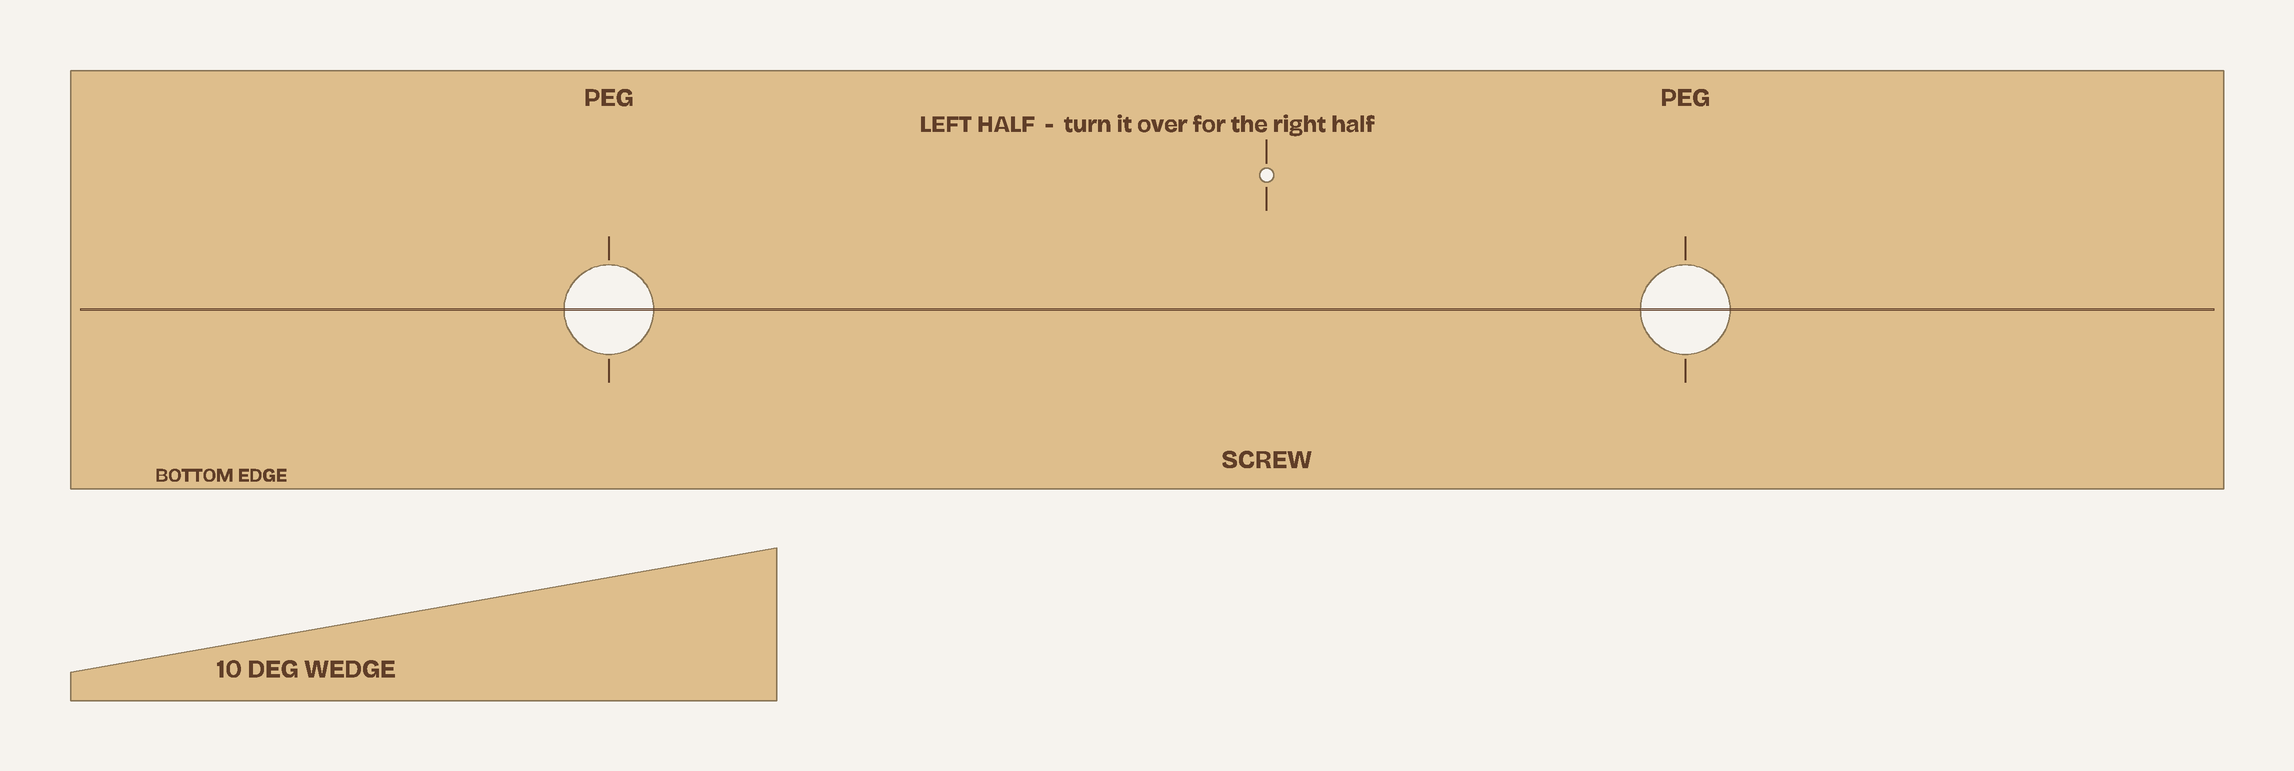 PEG
PEG
LEFT HALF - turn it over for the right half
SCREW
BOTTOM EDGE
10 DEG WEDGE